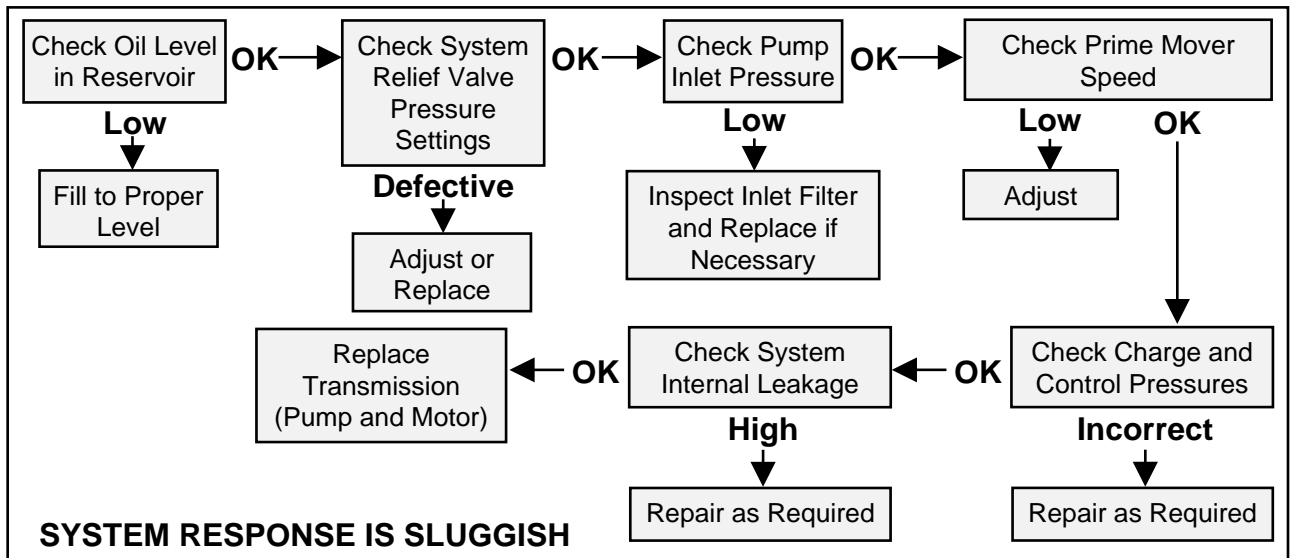 Check Oil Level
in Reservoir
OK
Check System
Relief Valve
Pressure
Settings
OK
Check Pump
Inlet Pressure
OK
Check Prime Mover
Speed
Low
Fill to Proper
Level
Defective
Adjust or
Replace
Low
Inspect Inlet Filter
and Replace if
Necessary
Low
Adjust
OK
Check Charge and
Control Pressures
OK
Check System
Internal Leakage
OK
Replace
Transmission
(Pump and Motor)
High
Repair as Required
Incorrect
Repair as Required
SYSTEM RESPONSE IS SLUGGISH